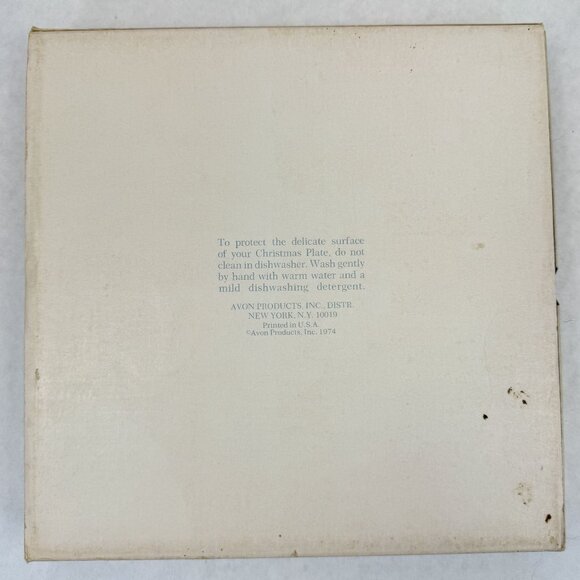 To protect the delicate surface
of your Christmas Plate, do not
clean in dishwasher. Wash gently
by hand with warm water and a
mild dishwashing detergent.
AVON PRODUCTS, INC., DISTR.
NEW YORK, N.Y. 10019
Printed in U.S.A.
©Avon Products, Inc. 1974